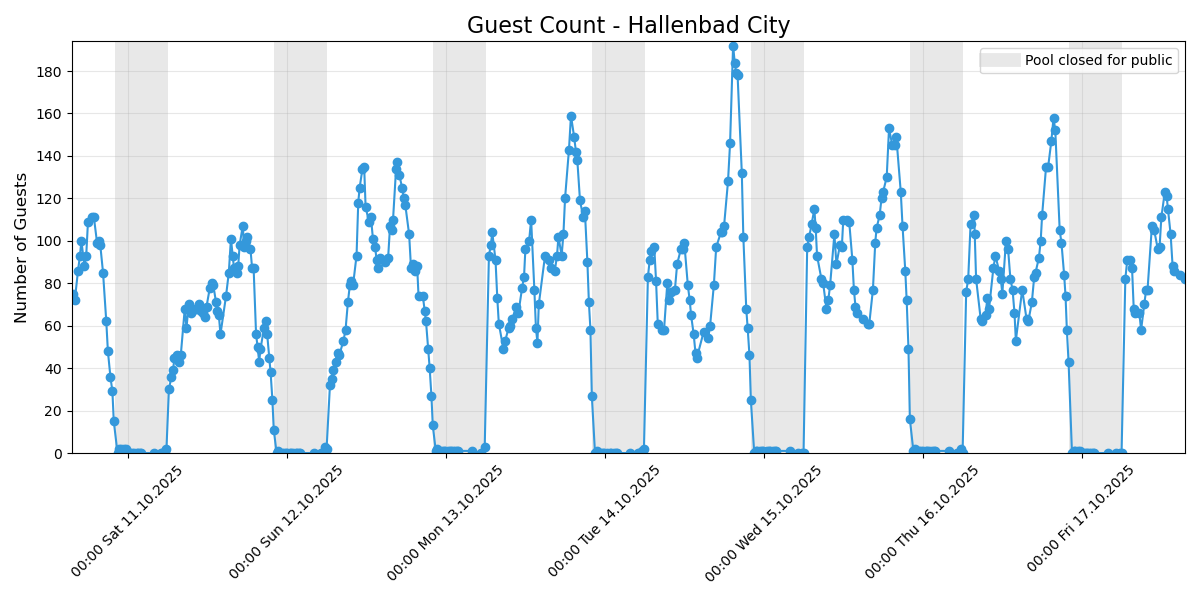 Guest Count - Hallenbad City
Pool closed for public
Number of Guests
180
160
140
120
100
80
60
40
20
0
00:00 Sat 11.10.2025
00:00 Sun 12.10.2025
00:00 Mon 13.10.2025
00:00 Tue 14.10.2025
00:00 Wed 15.10.2025
00:00 Thu 16.10.2025
00:00 Fri 17.10.2025